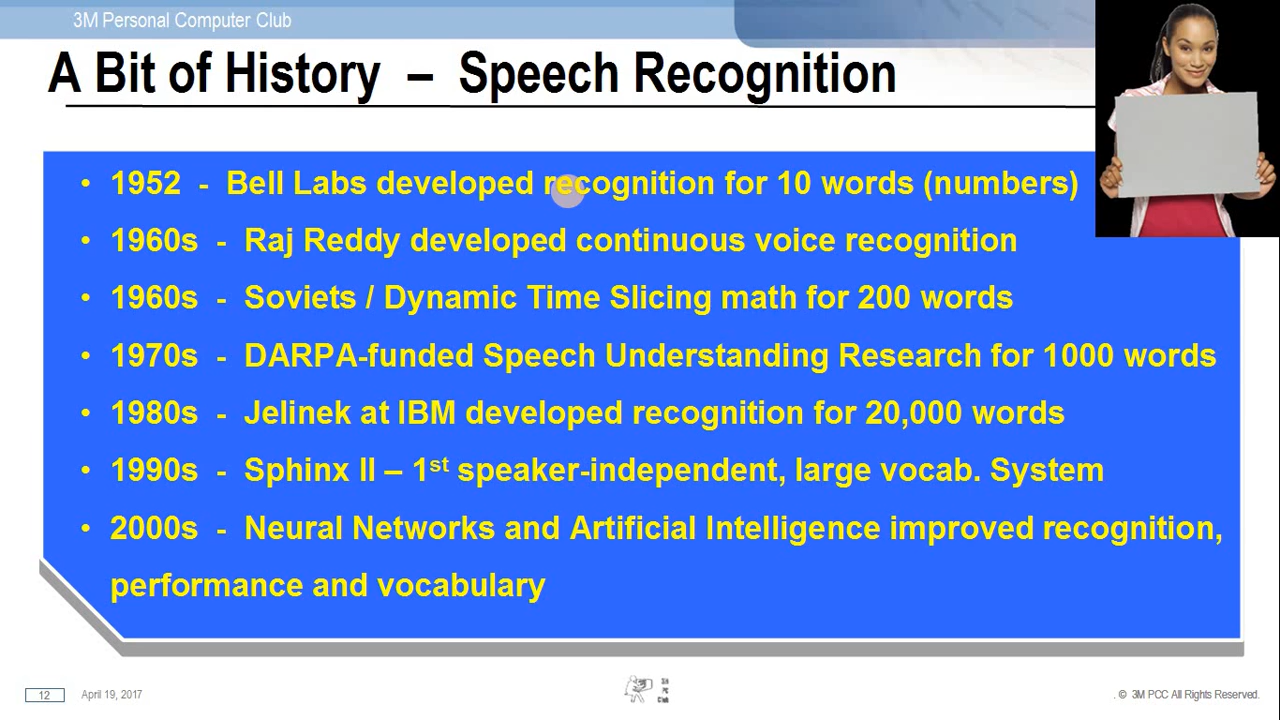 3M Personal Computer Club
A Bit of History – Speech Recognition
• 1952 - Bell Labs developed recognition for 10 words (numbers)
• 1960s - Raj Reddy developed continuous voice recognition
• 1960s - Soviets / Dynamic Time Slicing math for 200 words
• 1970s - DARPA-funded Speech Understanding Research for 1000 words
• 1980s - Jelinek at IBM developed recognition for 20,000 words
• 1990s - Sphinx II – 1st speaker-independent, large vocab. System
• 2000s - Neural Networks and Artificial Intelligence improved recognition,
performance and vocabulary
12 April 19, 2017 . © 3M PCC All Rights Reserved.